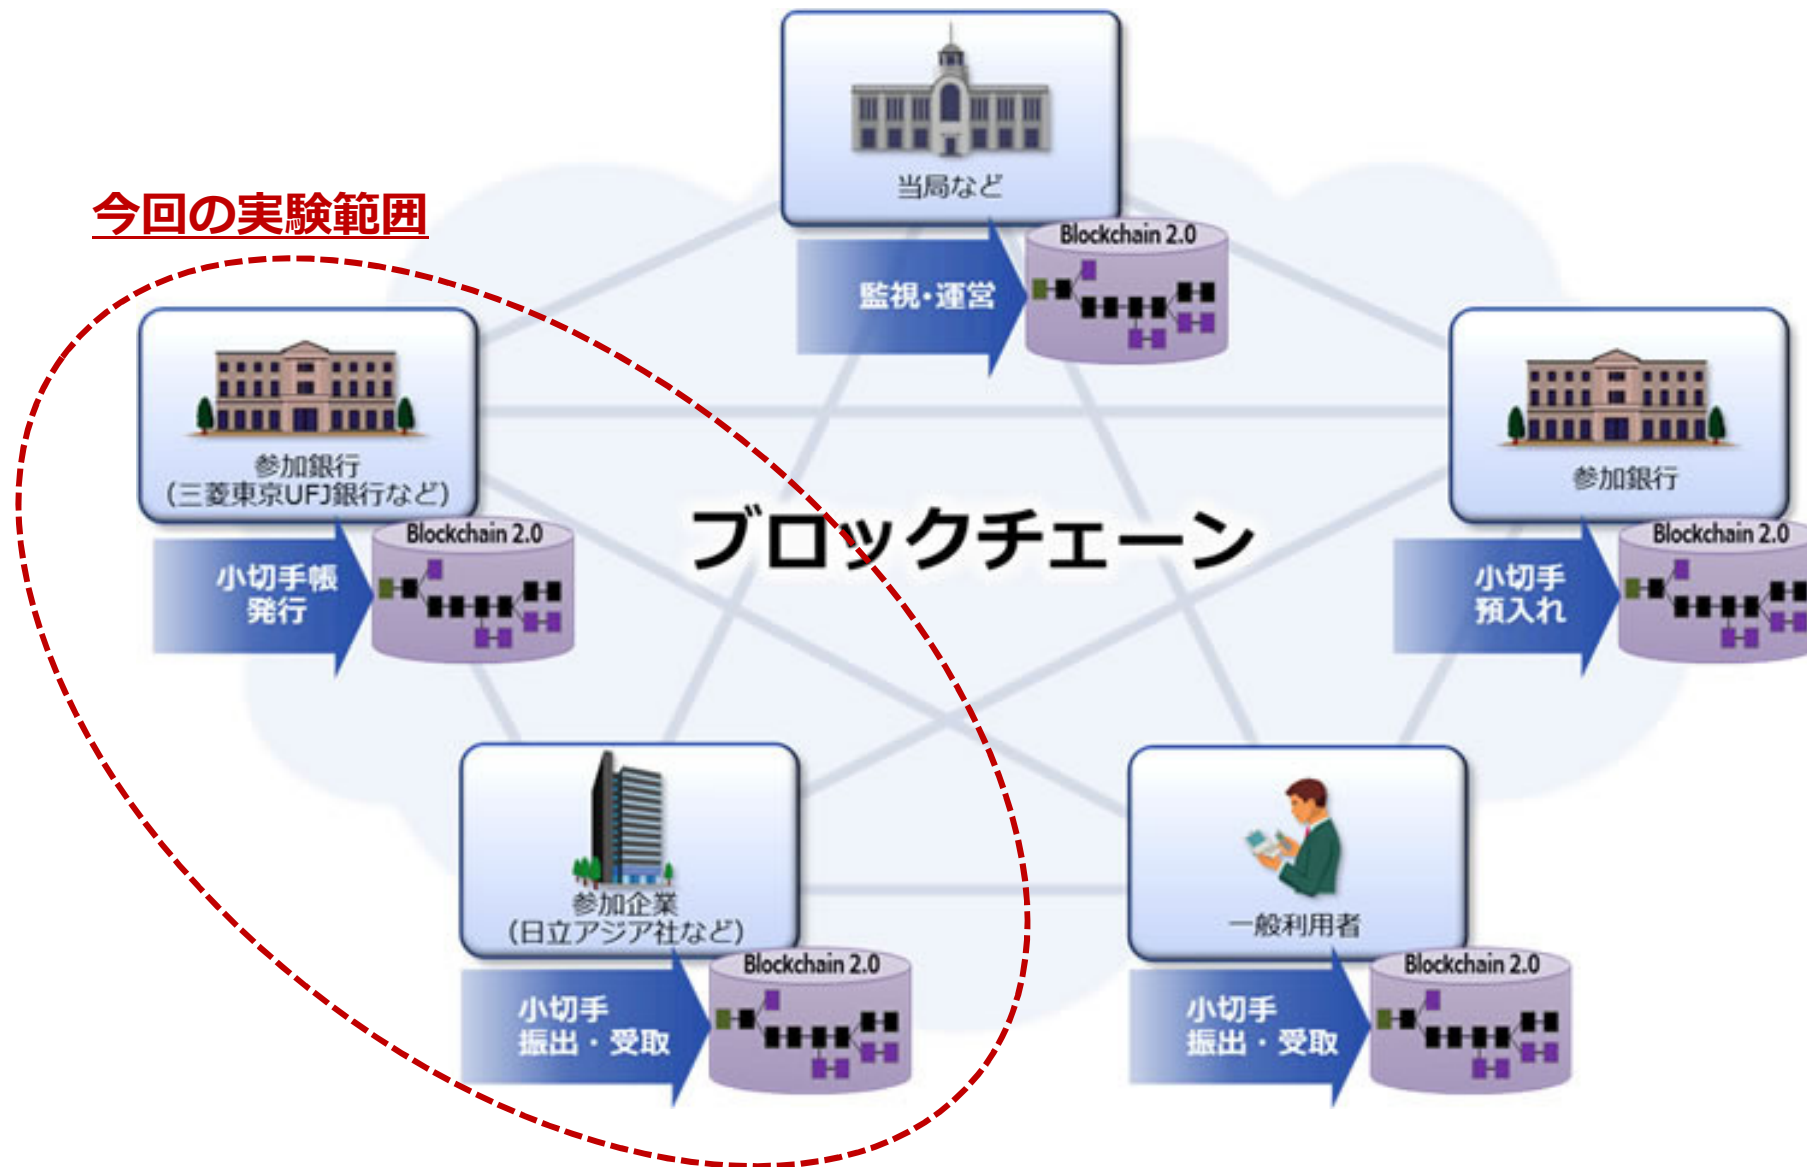 当局など
Blockchain 2.0
監視・運営
今回の実験範囲
参加銀行
(三菱東京UFJ銀行など)
Blockchain 2.0
小切手帳
発行
ブロックチェーン
参加銀行
Blockchain 2.0
小切手
預入れ
参加企業
(日立アジア社など)
Blockchain 2.0
小切手
振出・受取
一般利用者
Blockchain 2.0
小切手
振出・受取